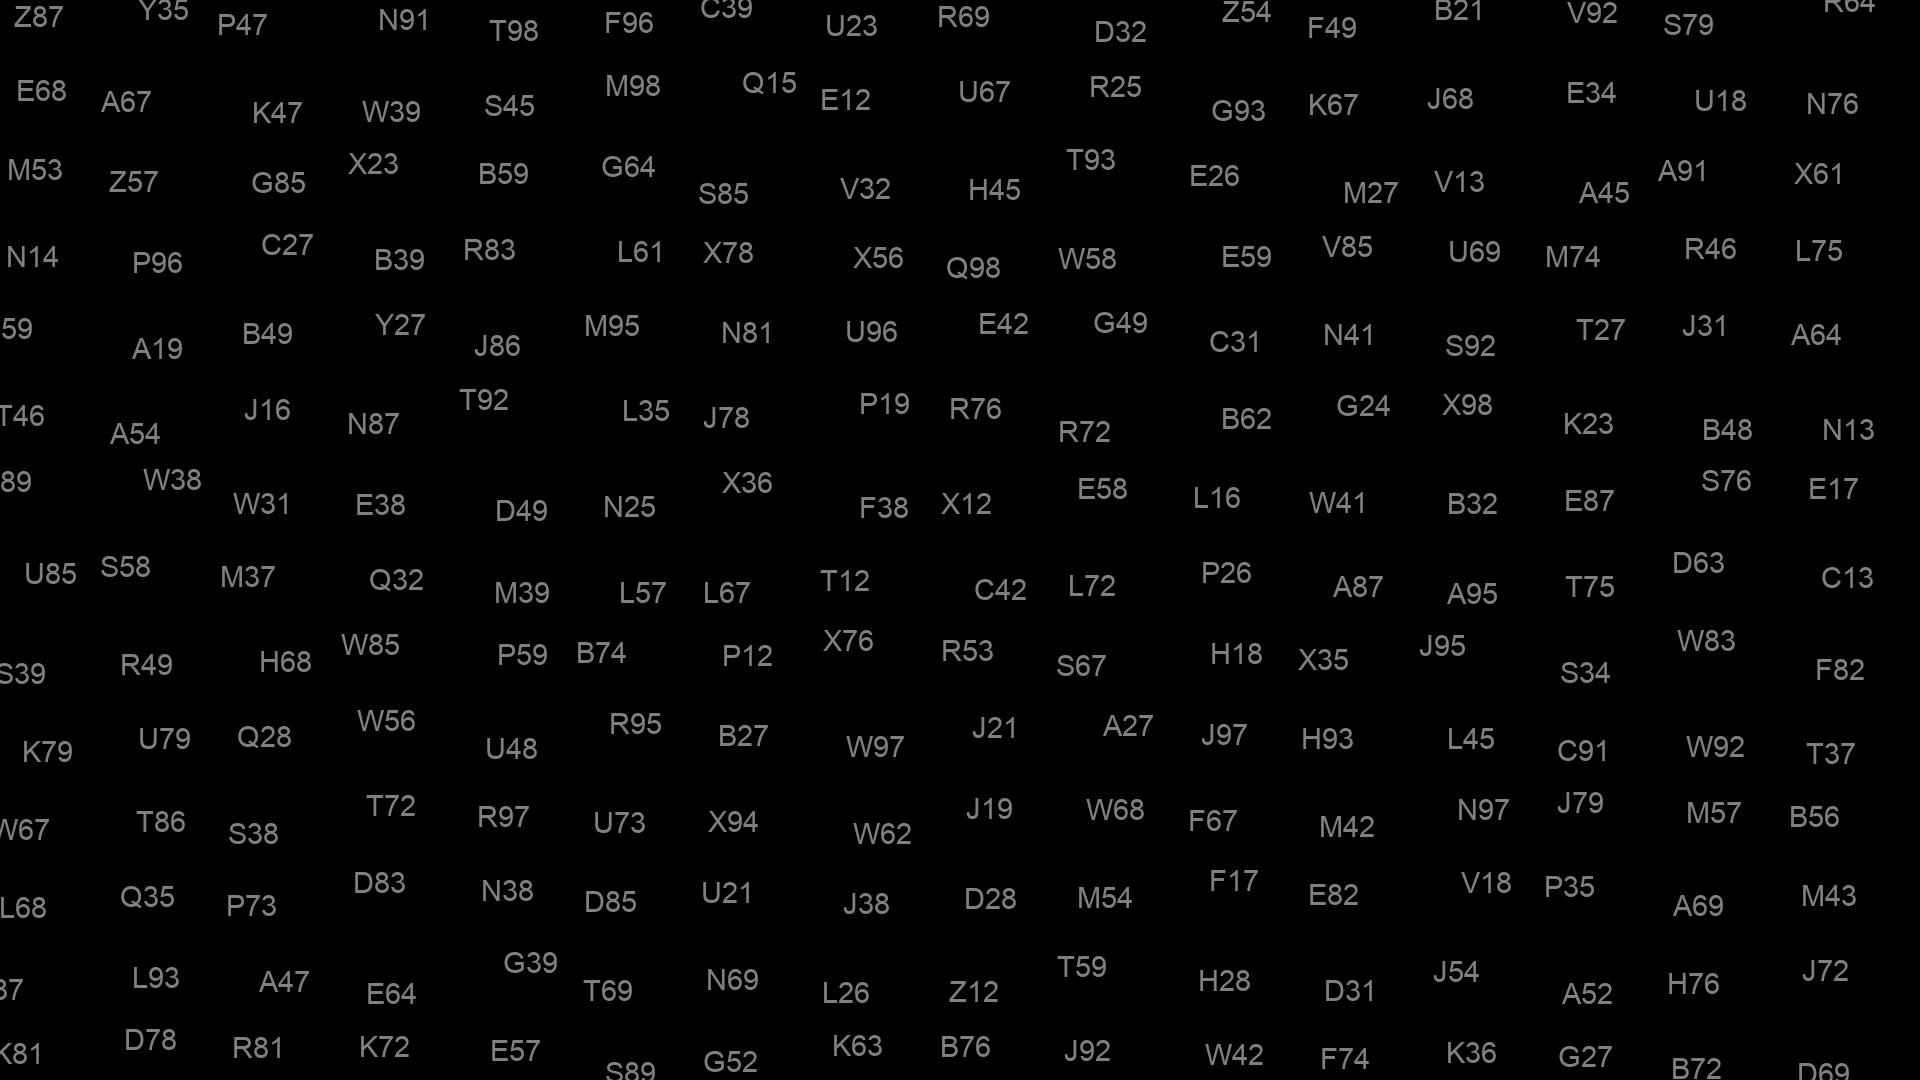 Z87 Y35 P47 N91 T98 F96 C39 U23 R69 D32 Z54 F49 B21 V92 S79 R64
E68 A67 K47 W39 S45 M98 Q15 E12 U67 R25 G93 K67 J68 E34 U18 N76
M53 Z57 G85 X23 B59 G64 S85 V32 H45 T93 E26 M27 V13 A45 A91 X61
N14 P96 C27 B39 R83 L61 X78 X56 Q98 W58 E59 V85 U69 M74 R46 L75
59 A19 B49 Y27 J86 M95 N81 U96 E42 G49 C31 N41 S92 T27 J31 A64
T46 A54 J16 N87 T92 L35 J78 P19 R76 R72 B62 G24 X98 K23 B48 N13
89 W38 W31 E38 D49 N25 X36 F38 X12 E58 L16 W41 B32 E87 S76 E17
U85 S58 M37 Q32 M39 L57 L67 T12 C42 L72 P26 A87 A95 T75 D63 C13
S39 R49 H68 W85 P59 B74 P12 X76 R53 S67 H18 X35 J95 S34 W83 F82
K79 U79 Q28 W56 U48 R95 B27 W97 J21 A27 J97 H93 L45 C91 W92 T37
W67 T86 S38 T72 R97 U73 X94 W62 J19 W68 F67 M42 N97 J79 M57 B56
L68 Q35 P73 D83 N38 D85 U21 J38 D28 M54 F17 E82 V18 P35 A69 M43
37 L93 A47 E64 G39 T69 N69 L26 Z12 T59 H28 D31 J54 A52 H76 J72
K81 D78 R81 K72 E57 S89 G52 K63 B76 J92 W42 F74 K36 G27 B72 D69